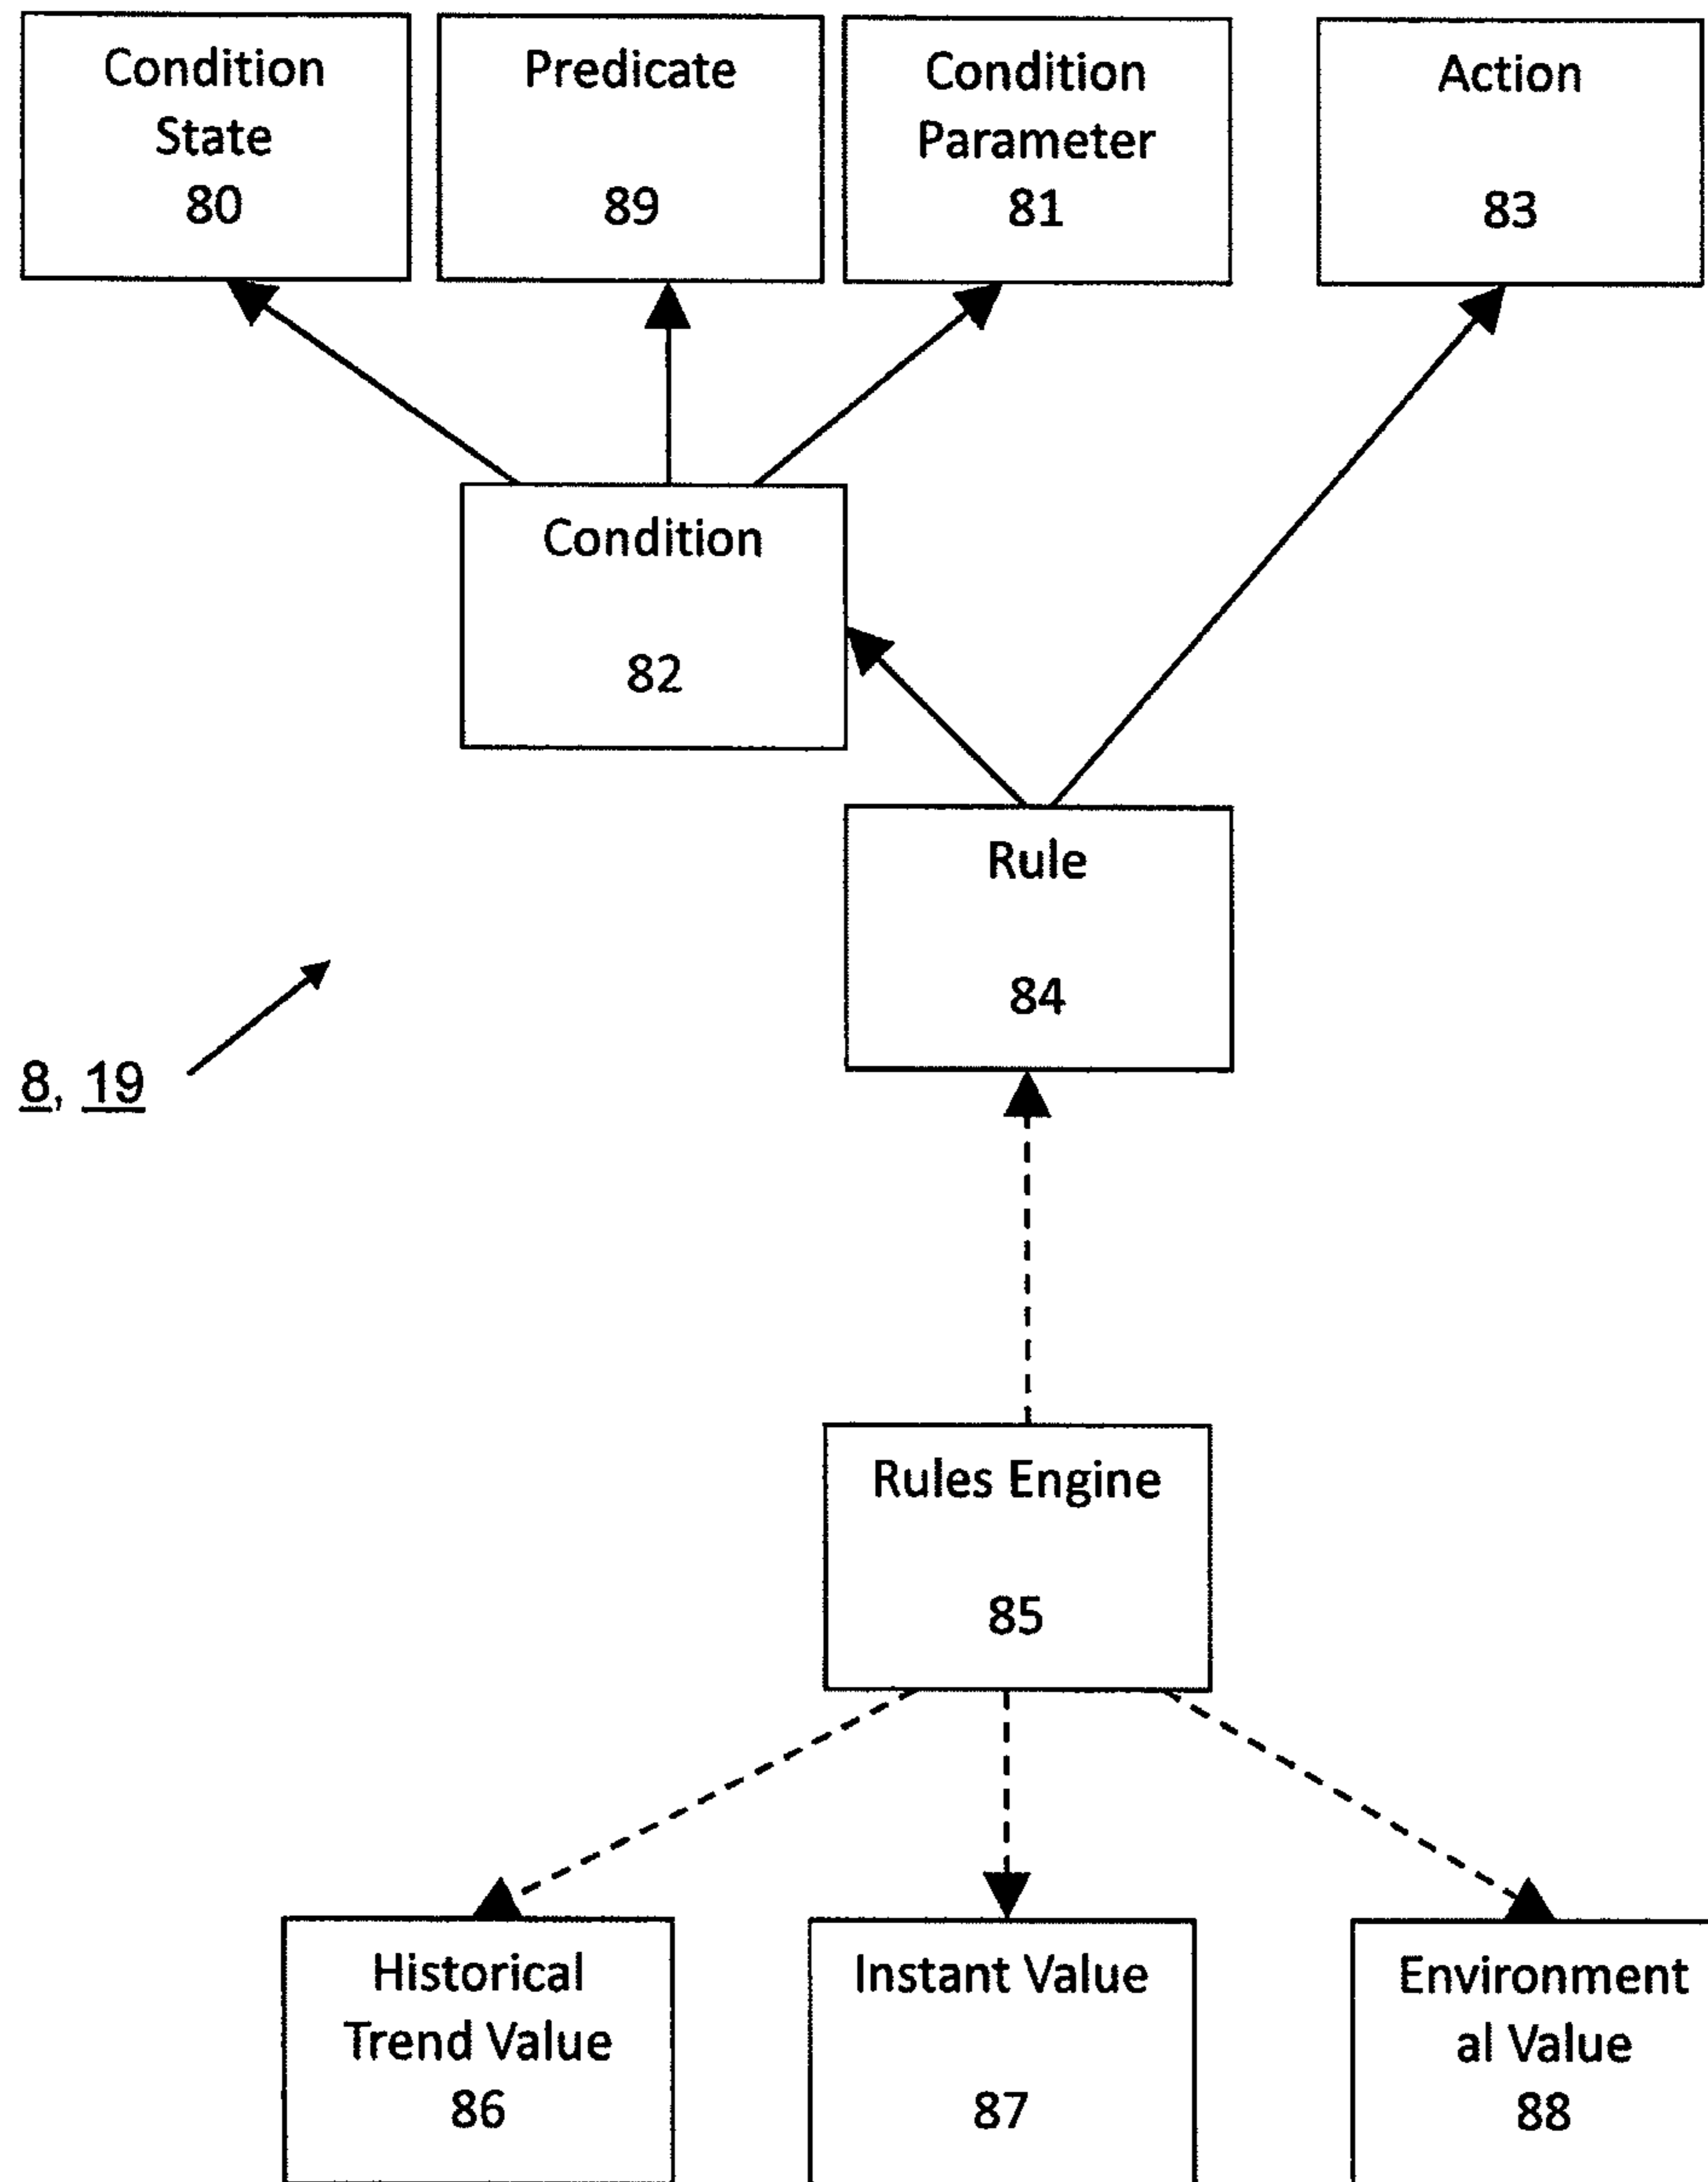 Condition
State
80
Predicate
89
Condition
Parameter
81
Action
83
Condition
82
Rule
84
8, 19
Rules Engine
85
Historical
Trend Value
86
Instant Value
87
Environment
al Value
88